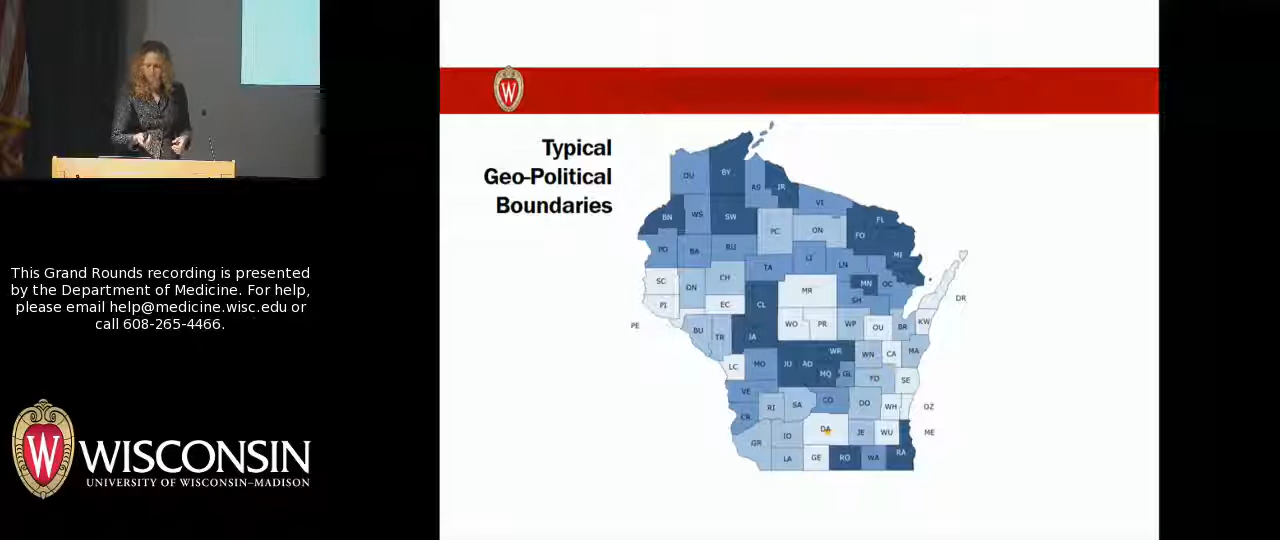 This Grand Rounds recording is presented
by the Department of Medicine. For help,
please email help@medicine.wisc.edu or
call 608-265-4466.
W
WISCONSIN
UNIVERSITY OF WISCONSIN–MADISON
W
Typical
Geo-Political
Boundaries
DU
BY
AS
IR
VI
BN
WS
SW
PC
ON
FL
FO
PO
BA
RU
TA
LI
LN
MI
SC
DN
CH
CL
MR
MN
OC
SH
PI
EC
DR
PE
BU
TR
JA
WO
PR
WP
OU
BR
KW
LC
MO
JU
AD
WR
WN
CA
MA
MQ
GL
FD
SE
VE
CR
RI
SA
CO
DO
WH
OZ
GR
IO
DA
JE
WU
ME
LA
GE
RO
WA
RA